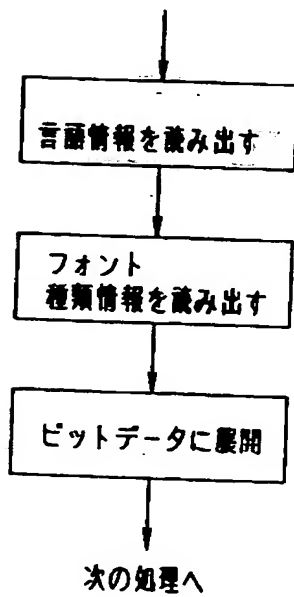 言語情報を読み出す
フォント
種類情報を読み出す
ビットデータに展開
次の処理へ